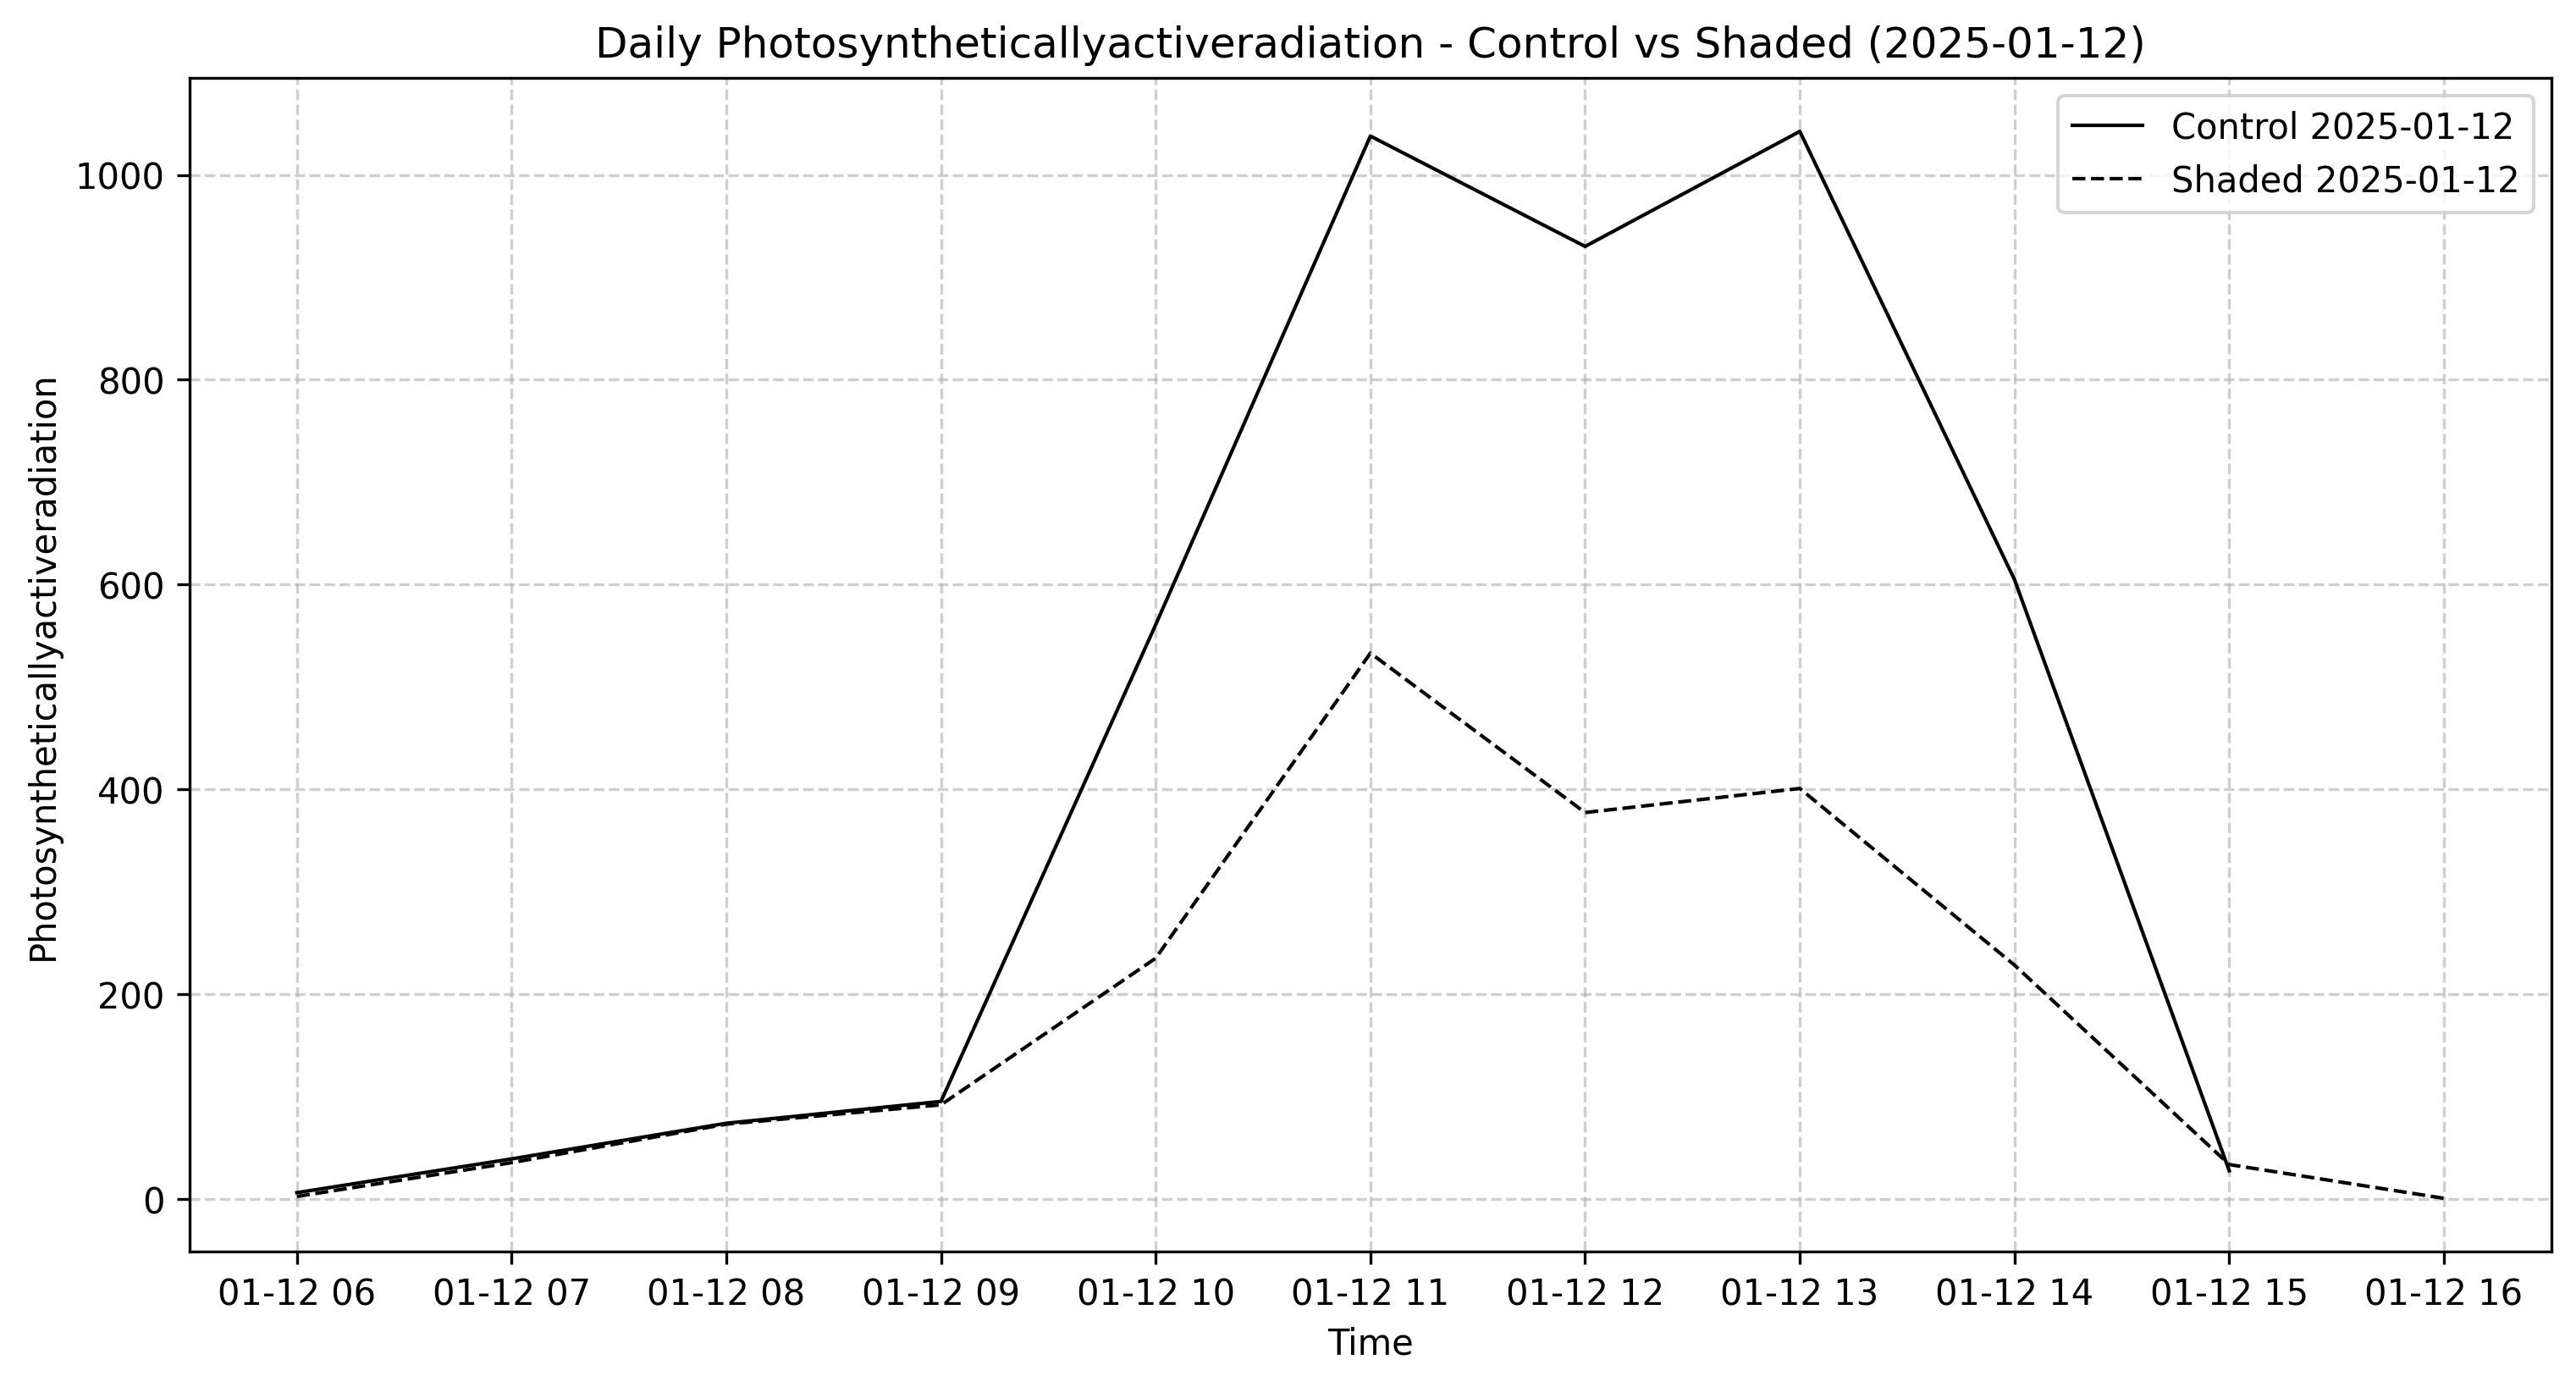 Daily Photosyntheticallyactiveradiation - Control vs Shaded (2025-01-12)
Control 2025-01-12
Shaded 2025-01-12
Photosyntheticallyactiveradiation
1000
800
600
400
200
0
01-12 06 01-12 07 01-12 08 01-12 09 01-12 10 01-12 11 01-12 12 01-12 13 01-12 14 01-12 15 01-12 16
Time